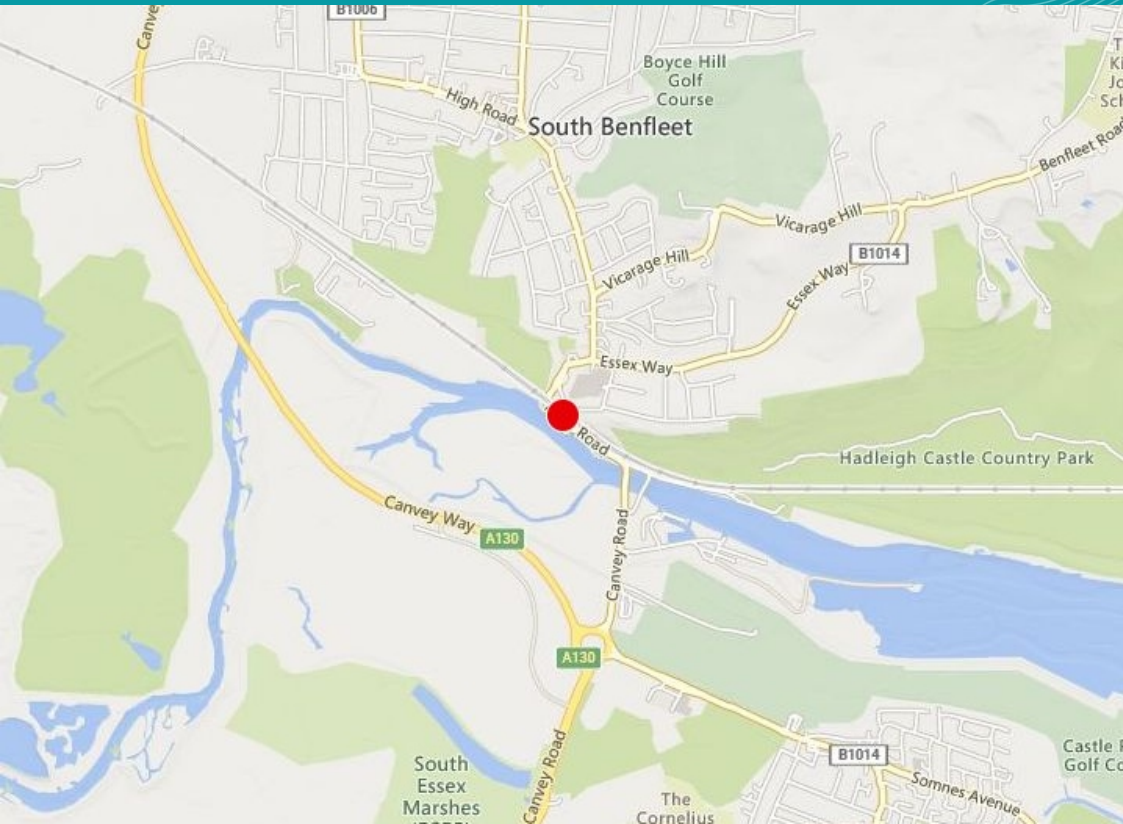 B1006
Canvey
High Road
South Benfleet
Boyce Hill
Golf
Course
Benfleet Road
Vicarage Hill
Vicarage Hill
B1014
Essex Way
Essex Way
Road
Hadleigh Castle Country Park
Canvey Way
A130
Canvey Road
A130
B1014
Castle
Golf
Somnes Avenue
South
Essex
Marshes
Canvey Road
The
Cornelius